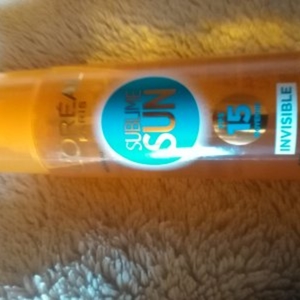 L'ORÉAL
PARIS
SUBLIME
SUN
15
INVISIBLE